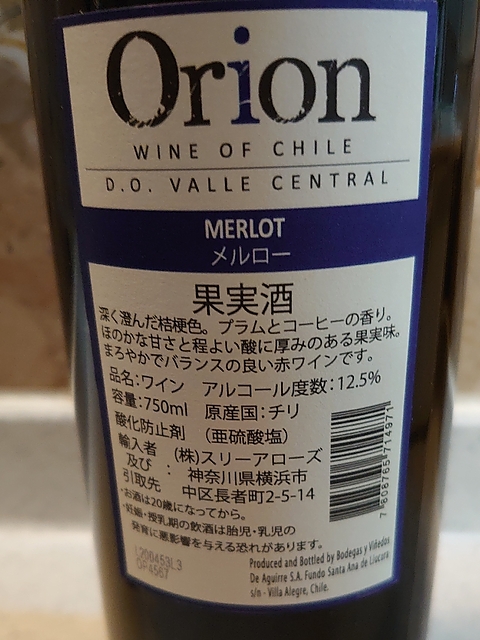 Orion
WINE OF CHILE
D.O. VALLE CENTRAL
MERLOT
メルロー
果実酒
深く澄んだ桔梗色。プラムとコーヒーの香り。
ほのかな甘さと程よい酸に厚みのある果実味。
まろやかでバランスの良い赤ワインです。
品名:ワイン アルコール度数:12.5%
容量:750ml 原産国:チリ
酸化防止剤 (亜硫酸塩)
輸入者 (株)スリーアローズ
及び : 神奈川県横浜市
引取先 中区長者町2-5-14
・お酒は20歳になってから。
・妊娠・授乳期の飲酒は胎児・乳児の
発育に悪影響を与える恐れがあります。
7 808765 714971
L200453L3
OP4567
Produced and Bottled by Bodegas y Viñedos
De Aguirre S.A. Fundo Santa Ana de Liucura
s/n - Villa Alegre, Chile.